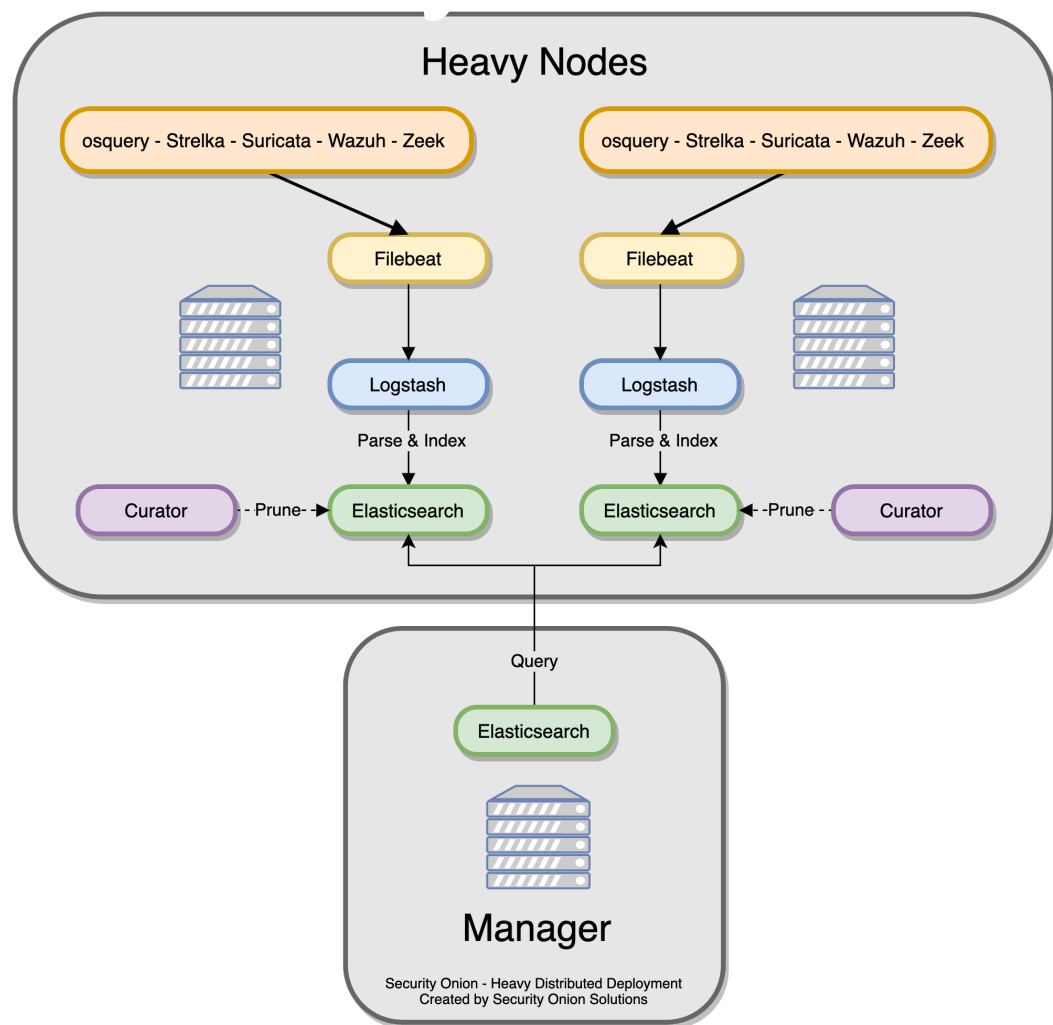 Heavy Nodes
osquery - Strelka - Suricata - Wazuh - Zeek
osquery - Strelka - Suricata - Wazuh - Zeek
Filebeat
Filebeat
Logstash
Logstash
Parse & Index
Parse & Index
Curator
Prune
Elasticsearch
Elasticsearch
Prune
Curator
Query
Elasticsearch
Manager
Security Onion - Heavy Distributed Deployment
Created by Security Onion Solutions